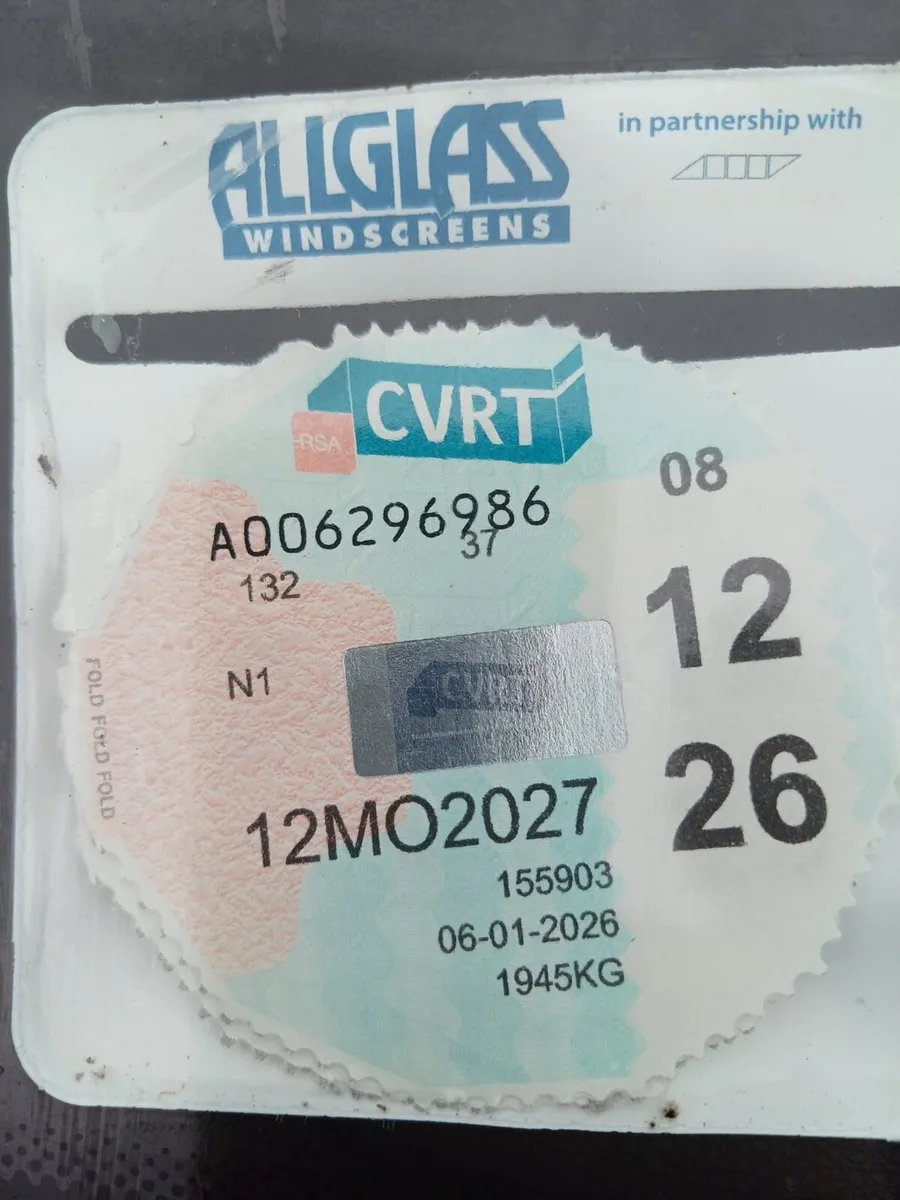 ALLGLASS
WINDSCREENS
in partnership with
CVRT
RSA
08
A006296986
37
132
12
N1
CVRT
FOLD FOLD FOLD
26
12MO2027
155903
06-01-2026
1945KG